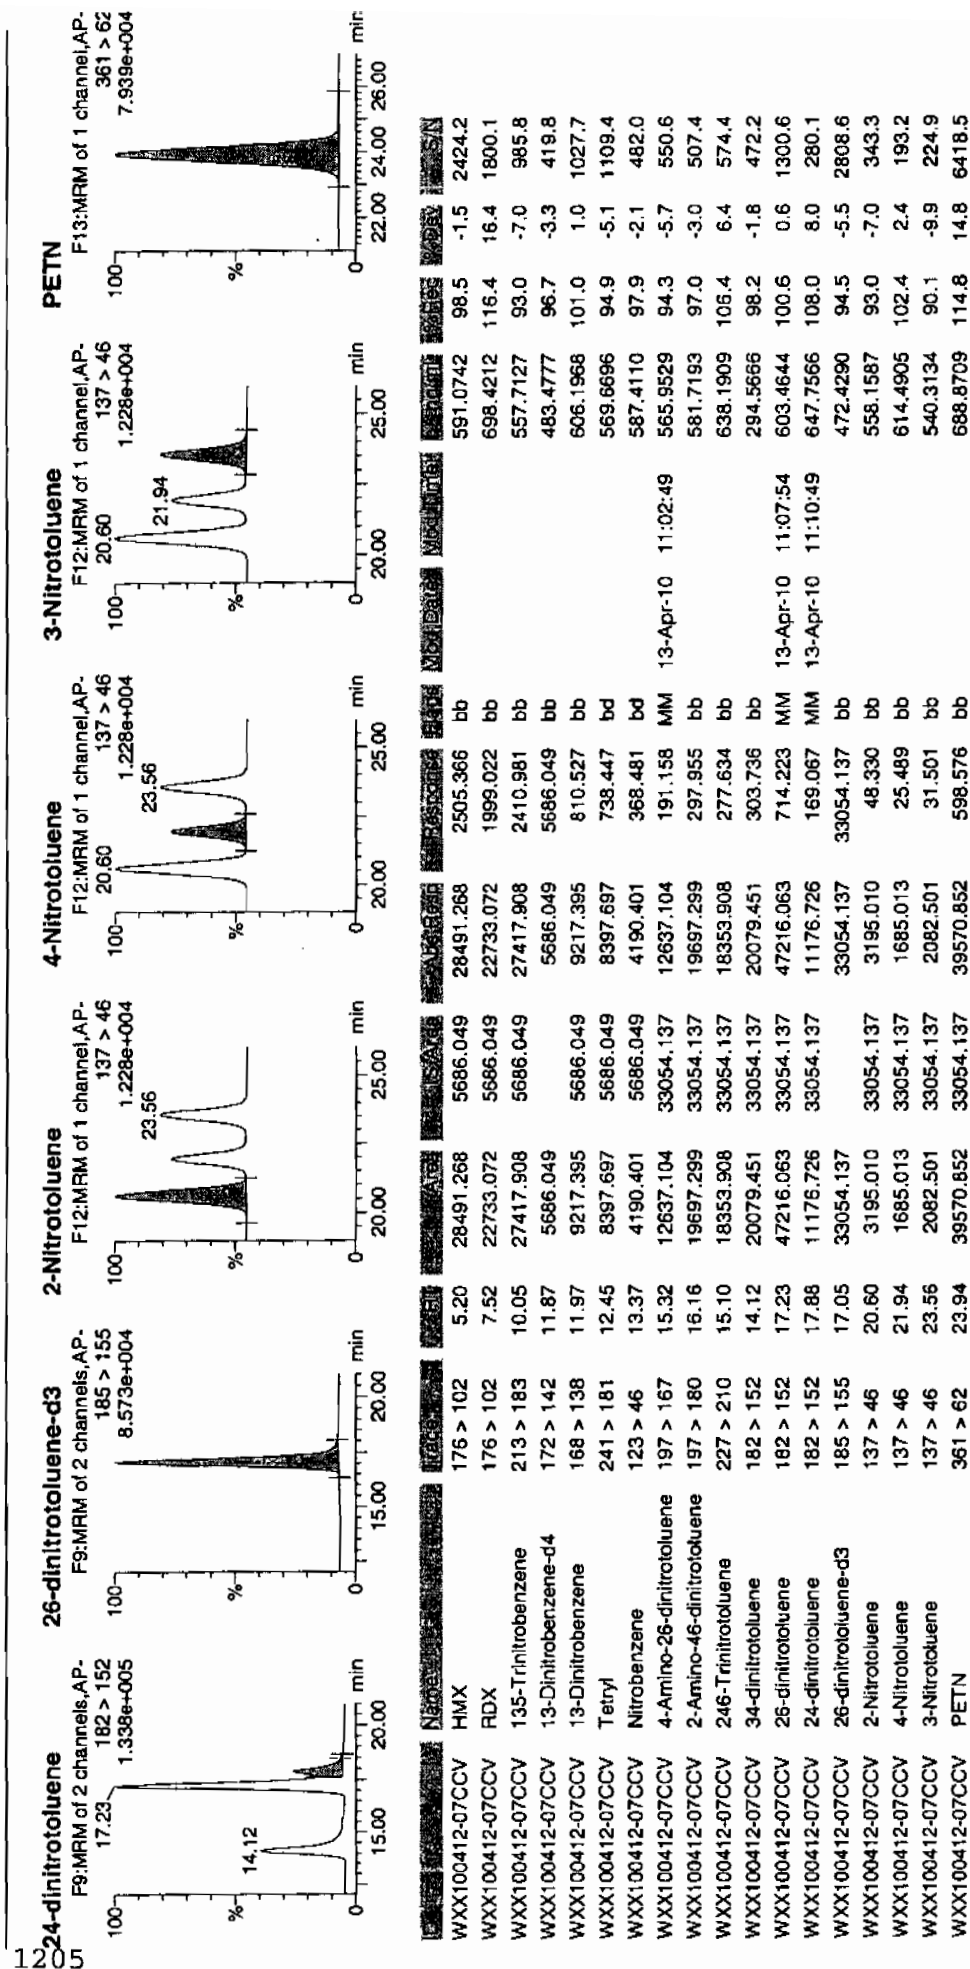 24-dinitrotoluene
F9:MRM of 2 channels,AP-
182 > 152
1.338e+005
100
17.23
14.12
%
0
15.00
20.00
min
26-dinitrotoluene-d3
F9:MRM of 2 channels,AP-
185 > 155
8.573e+004
100
%
0
15.00
20.00
min
2-Nitrotoluene
F12:MRM of 1 channel,AP-
137 > 46
1.228e+004
100
23.56
%
0
20.00
25.00
min
4-Nitrotoluene
F12:MRM of 1 channel,AP-
137 > 46
1.228e+004
100
20.60
23.56
%
0
20.00
25.00
min
3-Nitrotoluene
F12:MRM of 1 channel,AP-
137 > 46
1.228e+004
100
20.60
21.94
%
0
20.00
25.00
min
PETN
F13:MRM of 1 channel,AP-
361 > 62
7.939e+004
100
%
0
22.00
24.00
26.00
min
Name Trace Area IS Area Abs.Resp Response Mod.Date Mod.Time %Rec %Dev S/N
WXX100412-07CCV HMX 176 > 102 5.20 28491.268 5686.049 28491.268 2505.366 bb 591.0742 98.5 -1.5 2424.2
WXX100412-07CCV RDX 176 > 102 7.52 22733.072 5686.049 22733.072 1999.022 bb 698.4212 116.4 16.4 1800.1
WXX100412-07CCV 135-Trinitrobenzene 213 > 183 10.05 27417.908 5686.049 27417.908 2410.981 bb 557.7127 93.0 -7.0 985.8
WXX100412-07CCV 13-Dinitrobenzene-d4 172 > 142 11.87 5686.049 5686.049 5686.049 bb 483.4777 96.7 -3.3 419.8
WXX100412-07CCV 13-Dinitrobenzene 168 > 138 11.97 9217.395 5686.049 9217.395 810.527 bb 606.1968 101.0 1.0 1027.7
WXX100412-07CCV Tetryl 241 > 181 12.45 8397.697 5686.049 8397.697 738.447 bd 569.6696 94.9 -5.1 1109.4
WXX100412-07CCV Nitrobenzene 123 > 46 13.37 4190.401 5686.049 4190.401 368.481 bd 587.4110 97.9 -2.1 482.0
WXX100412-07CCV 4-Amino-26-dinitrotoluene 197 > 167 15.32 12637.104 33054.137 12637.104 191.158 MM 13-Apr-10 11:02:49 565.9529 94.3 -5.7 550.6
WXX100412-07CCV 2-Amino-46-dinitrotoluene 197 > 180 16.16 19697.299 33054.137 19697.299 297.955 bb 581.7193 97.0 -3.0 507.4
WXX100412-07CCV 246-Trinitrotoluene 227 > 210 15.10 18353.908 33054.137 18353.908 277.634 bb 638.1909 106.4 6.4 574.4
WXX100412-07CCV 34-dinitrotoluene 182 > 152 14.12 20079.451 33054.137 20079.451 303.736 bb 294.5666 98.2 -1.8 472.2
WXX100412-07CCV 26-dinitrotoluene 182 > 152 17.23 47216.063 33054.137 47216.063 714.223 MM 13-Apr-10 11:07:54 603.4644 100.6 0.6 1300.6
WXX100412-07CCV 24-dinitrotoluene 182 > 152 17.88 11176.726 33054.137 11176.726 169.067 MM 13-Apr-10 11:10:49 647.7566 108.0 8.0 280.1
WXX100412-07CCV 26-dinitrotoluene-d3 185 > 155 17.05 33054.137 33054.137 33054.137 bb 472.4290 94.5 -5.5 2808.6
WXX100412-07CCV 2-Nitrotoluene 137 > 46 20.60 3195.010 33054.137 3195.010 48.330 bb 558.1587 93.0 -7.0 343.3
WXX100412-07CCV 4-Nitrotoluene 137 > 46 21.94 1685.013 33054.137 1685.013 25.489 bb 614.4905 102.4 2.4 193.2
WXX100412-07CCV 3-Nitrotoluene 137 > 46 23.56 2082.501 33054.137 2082.501 31.501 bb 540.3134 90.1 -9.9 224.9
WXX100412-07CCV PETN 361 > 62 23.94 39570.852 33054.137 39570.852 598.576 bb 688.8709 114.8 14.8 6418.5
1205